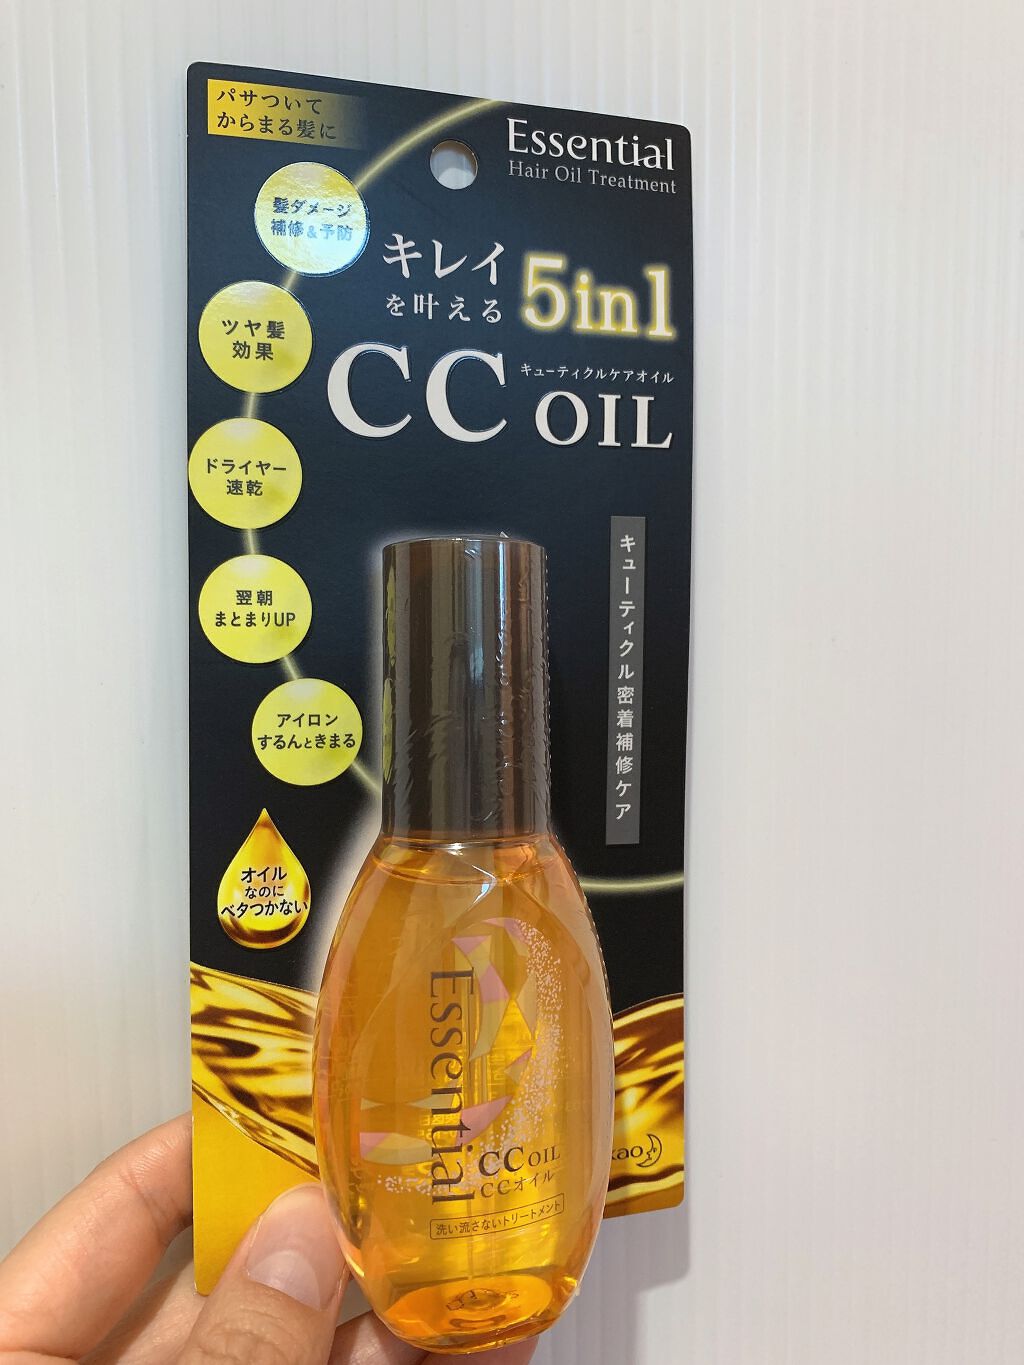 パサついて
からまる髪に
Essential
Hair Oil Treatment
髪ダメージ
補修&予防
キレイ
を叶える
5in1
ツヤ髪
効果
キューティクルケアオイル
CC OIL
ドライヤー
速乾
翌朝
まとまりUP
アイロン
するんときまる
キューティクル密着補修ケア
オイル
なのに
ベタつかない
Essential
CC OIL
CCオイル
洗い流さないトリートメント
kao